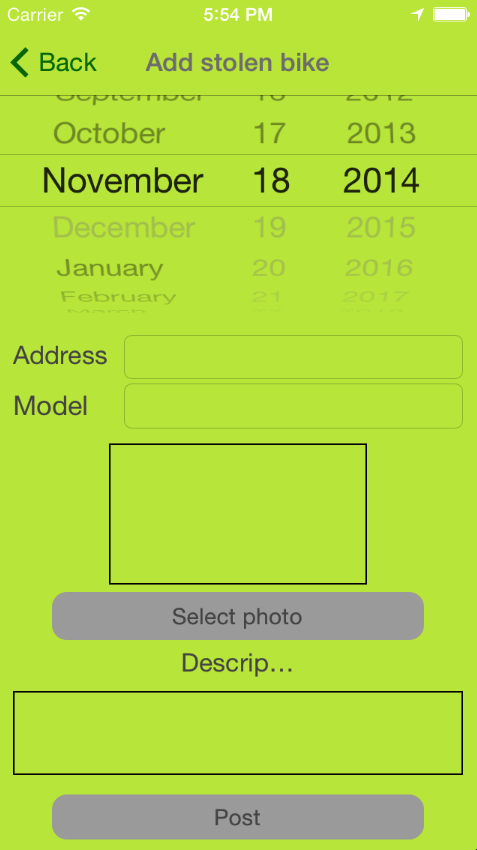 Carrier 5:54 PM
Back Add stolen bike
September 16 2012
October 17 2013
November 18 2014
December 19 2015
January 20 2016
February 21 2017
March
Address
Model
Select photo
Descrip...
Post